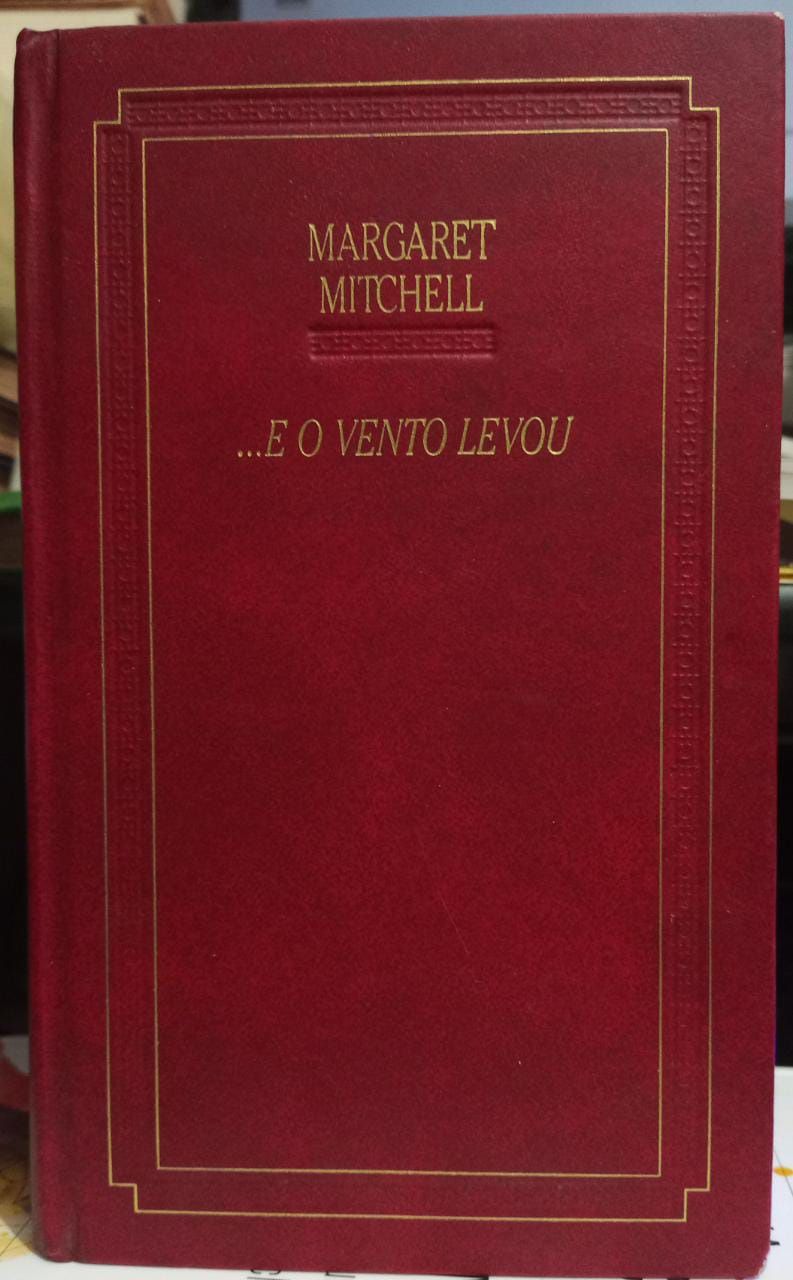 MARGARET
MITCHELL
...E O VENTO LEVOU